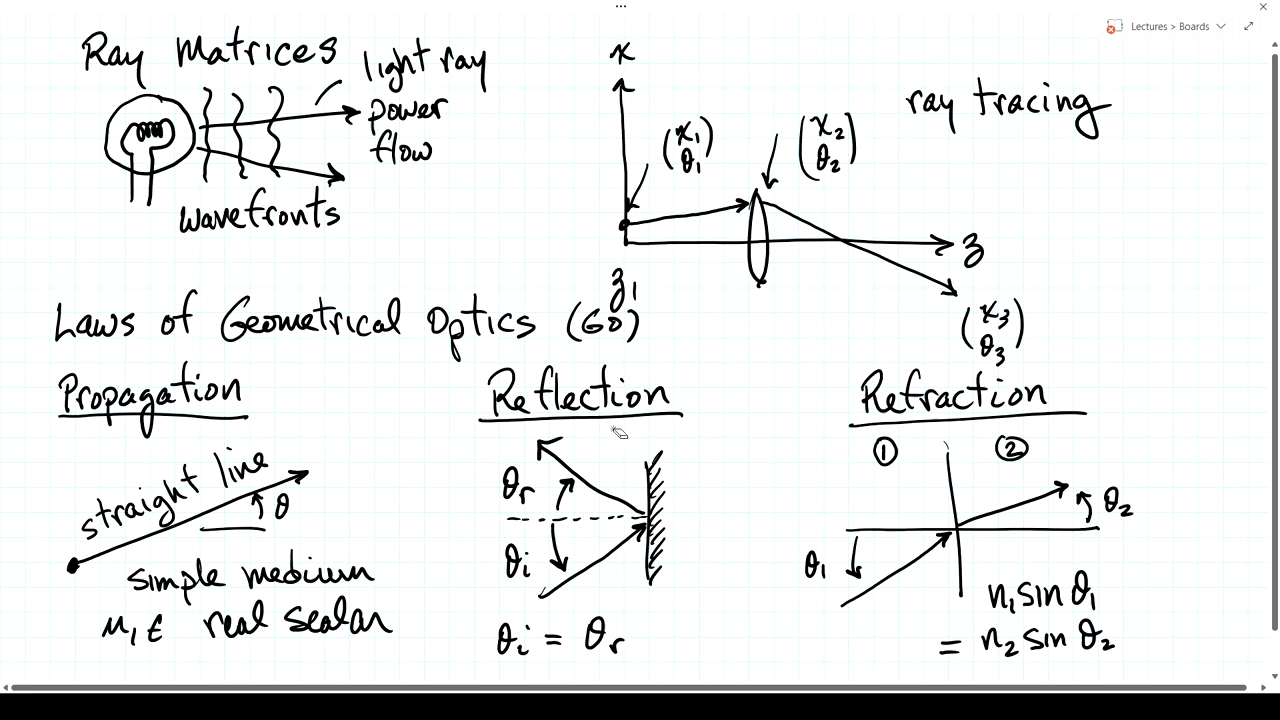 ...
Lectures > Boards
Ray Matrices
light ray
power
flow
wavefronts
x
(x₁
θ₁)
(x₂
θ₂)
ray tracing
z
z₁
(x₃
θ₃)
Laws of Geometrical Optics (GO)
Propagation
straight line
θ
simple medium
μ, ε real scalar
Reflection
θr
θi
θi = θr
Refraction
① ②
θ₂
θ₁
n₁ sin θ₁
= n₂ sin θ₂